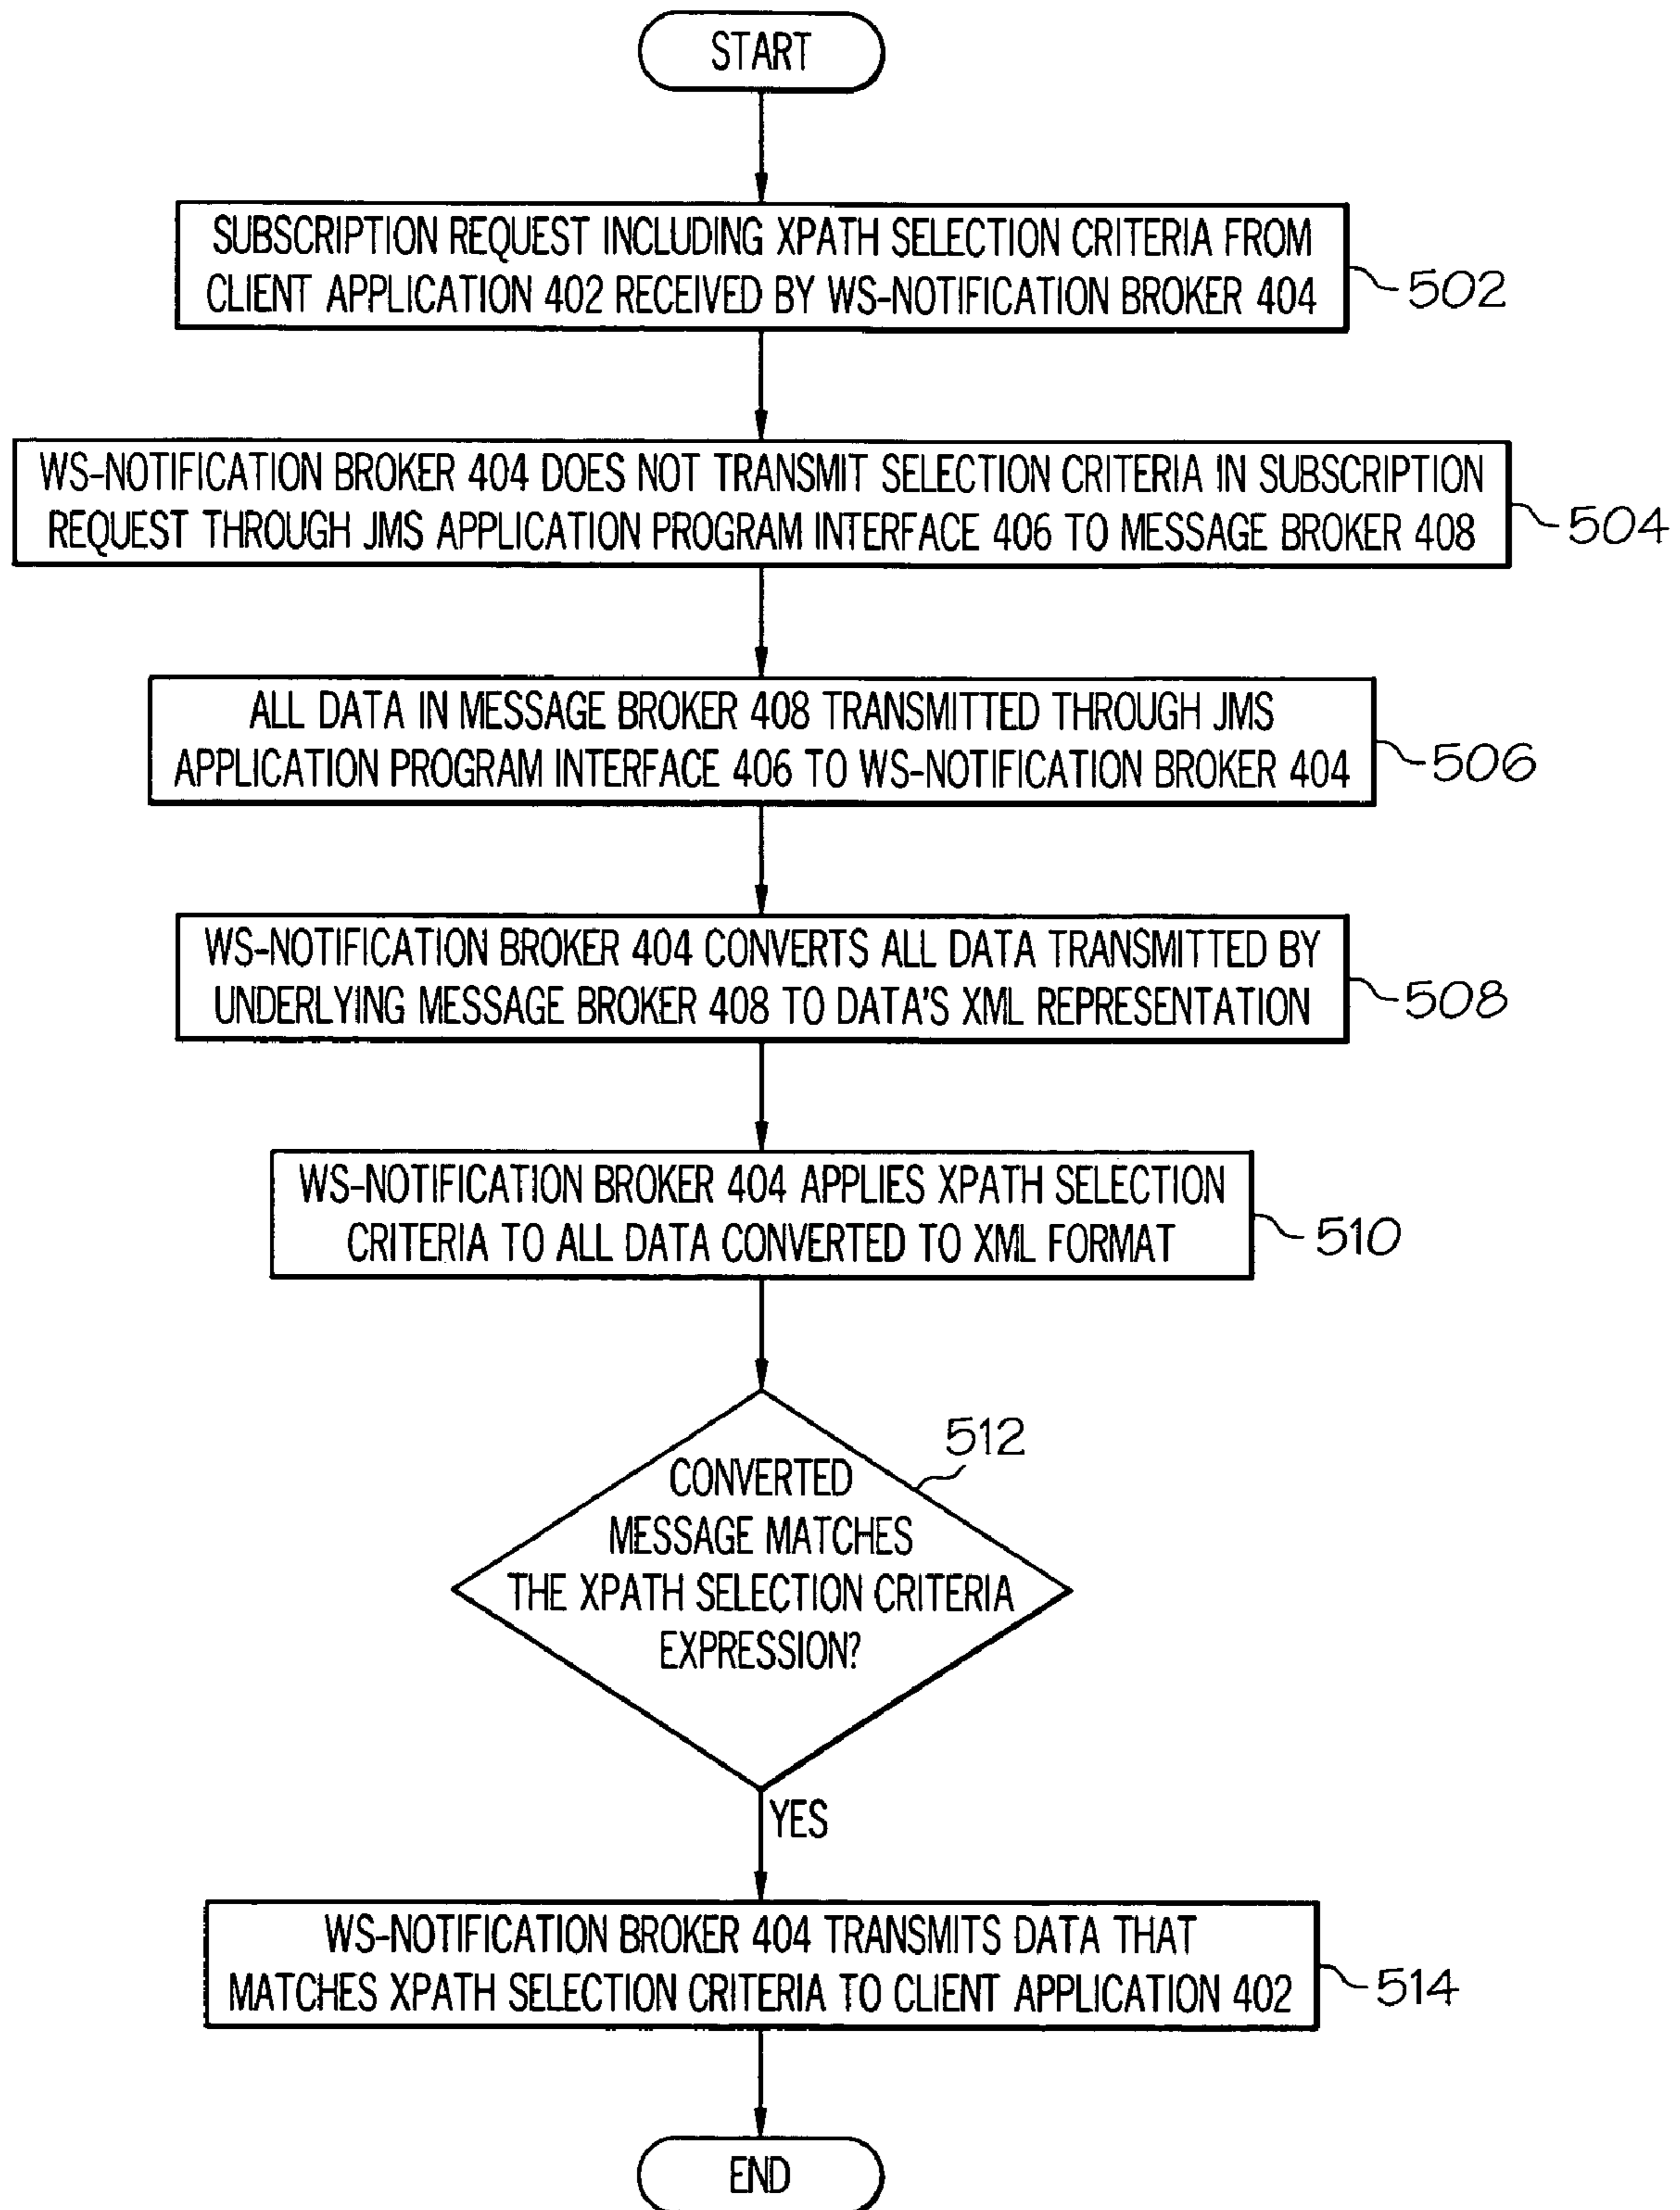 START
SUBSCRIPTION REQUEST INCLUDING XPATH SELECTION CRITERIA FROM
CLIENT APPLICATION 402 RECEIVED BY WS-NOTIFICATION BROKER 404
502
WS-NOTIFICATION BROKER 404 DOES NOT TRANSMIT SELECTION CRITERIA IN SUBSCRIPTION
REQUEST THROUGH JMS APPLICATION PROGRAM INTERFACE 406 TO MESSAGE BROKER 408
504
ALL DATA IN MESSAGE BROKER 408 TRANSMITTED THROUGH JMS
APPLICATION PROGRAM INTERFACE 406 TO WS-NOTIFICATION BROKER 404
506
WS-NOTIFICATION BROKER 404 CONVERTS ALL DATA TRANSMITTED BY
UNDERLYING MESSAGE BROKER 408 TO DATA'S XML REPRESENTATION
508
WS-NOTIFICATION BROKER 404 APPLIES XPATH SELECTION
CRITERIA TO ALL DATA CONVERTED TO XML FORMAT
510
512
CONVERTED
MESSAGE MATCHES
THE XPATH SELECTION CRITERIA
EXPRESSION?
YES
WS-NOTIFICATION BROKER 404 TRANSMITS DATA THAT
MATCHES XPATH SELECTION CRITERIA TO CLIENT APPLICATION 402
514
END